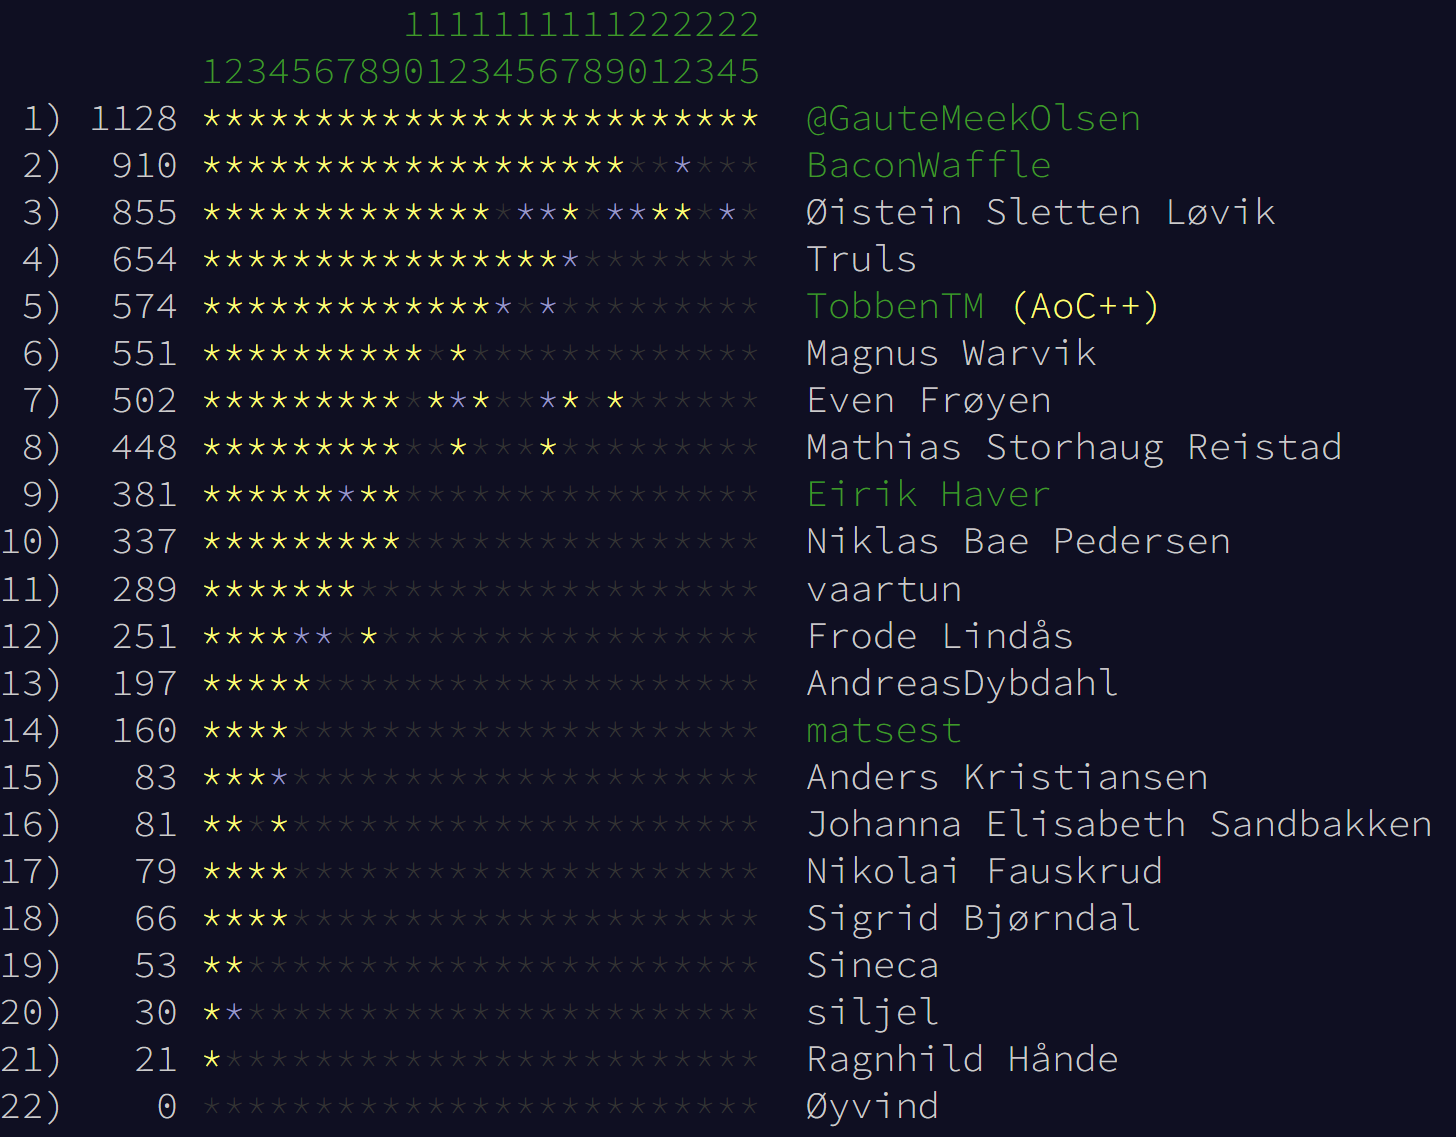 1111111111222222
1234567890123456789012345
1) 1128 ************************* @GauteMeekOlsen
2) 910 ************************* BaconWaffle
3) 855 ************************* Øistein Sletten Løvik
4) 654 ************************* Truls
5) 574 ************************* TobbenTM (AoC++)
6) 551 ************************* Magnus Warvik
7) 502 ************************* Even Frøyen
8) 448 ************************* Mathias Storhaug Reistad
9) 381 ************************* Eirik Haver
10) 337 ************************* Niklas Bae Pedersen
11) 289 ************************* vaartun
12) 251 ************************* Frode Lindås
13) 197 ************************* AndreasDybdahl
14) 160 ************************* matsest
15) 83 ************************* Anders Kristiansen
16) 81 ************************* Johanna Elisabeth Sandbakken
17) 79 ************************* Nikolai Fauskrud
18) 66 ************************* Sigrid Bjørndal
19) 53 ************************* Sineca
20) 30 ************************* siljel
21) 21 ************************* Ragnhild Hånde
22) 0 ************************* Øyvind